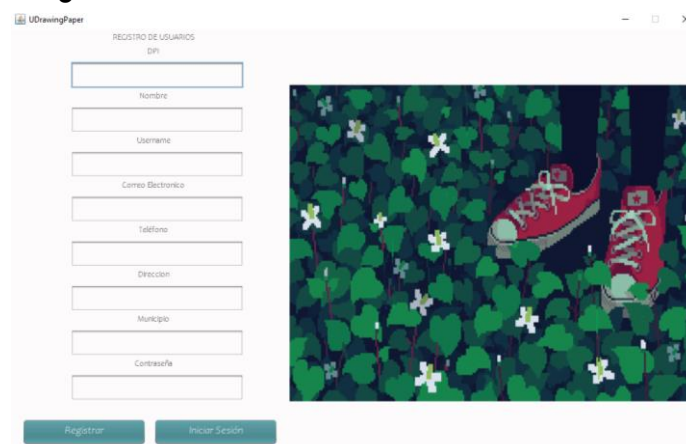 UDrawingPaper
REGISTRO DE USUARIOS
DPI
Nombre
Username
Correo Electronico
Teléfono
Direccion
Municipio
Contraseña
Registrar
Iniciar Sesión